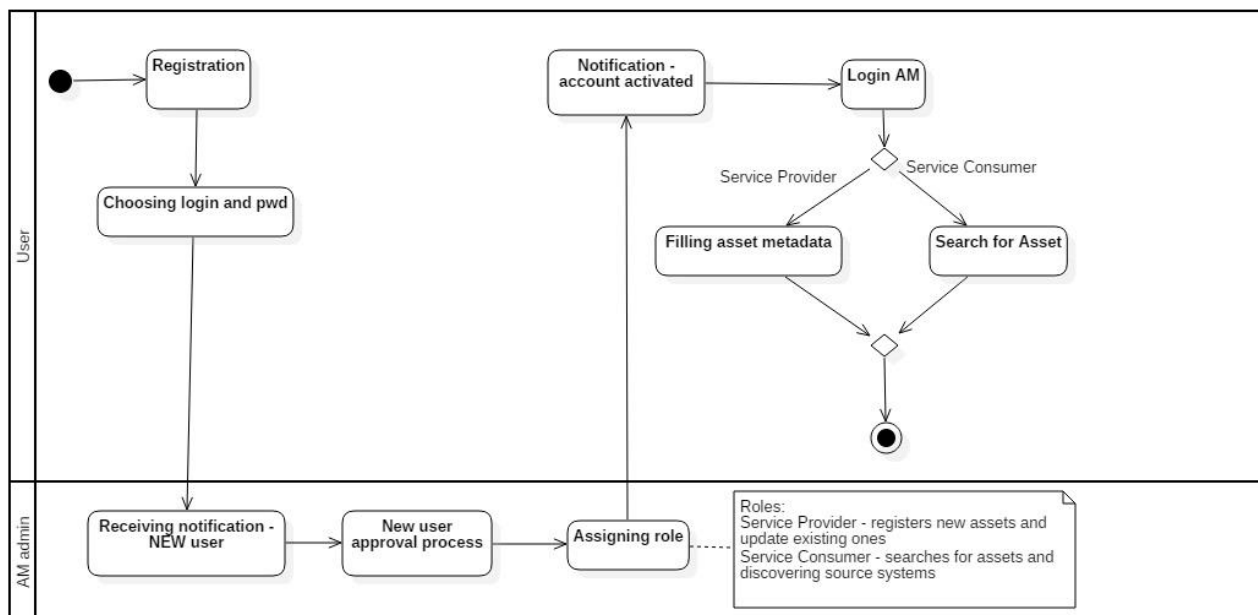 User
Registration
Choosing login and pwd
Notification -
account activated
Login AM
Service Provider
Service Consumer
Filling asset metadata
Search for Asset
AM admin
Receiving notification -
NEW user
New user
approval process
Assigning role
Roles:
Service Provider - registers new assets and
update existing ones
Service Consumer - searches for assets and
discovering source systems